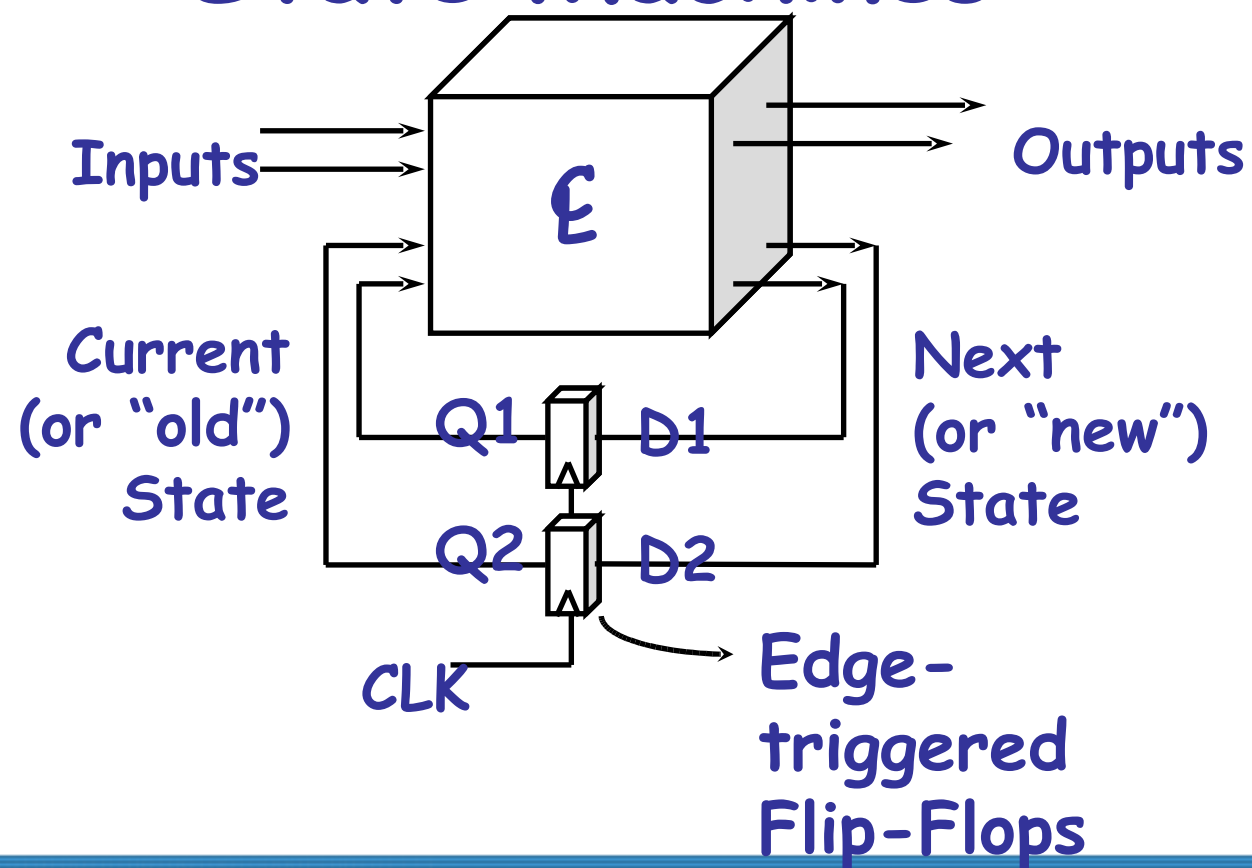 Inputs
Outputs
CL
Current
(or “old”)
State
Next
(or “new”)
State
Q1
D1
Q2
D2
CLK
Edge-
triggered
Flip-Flops